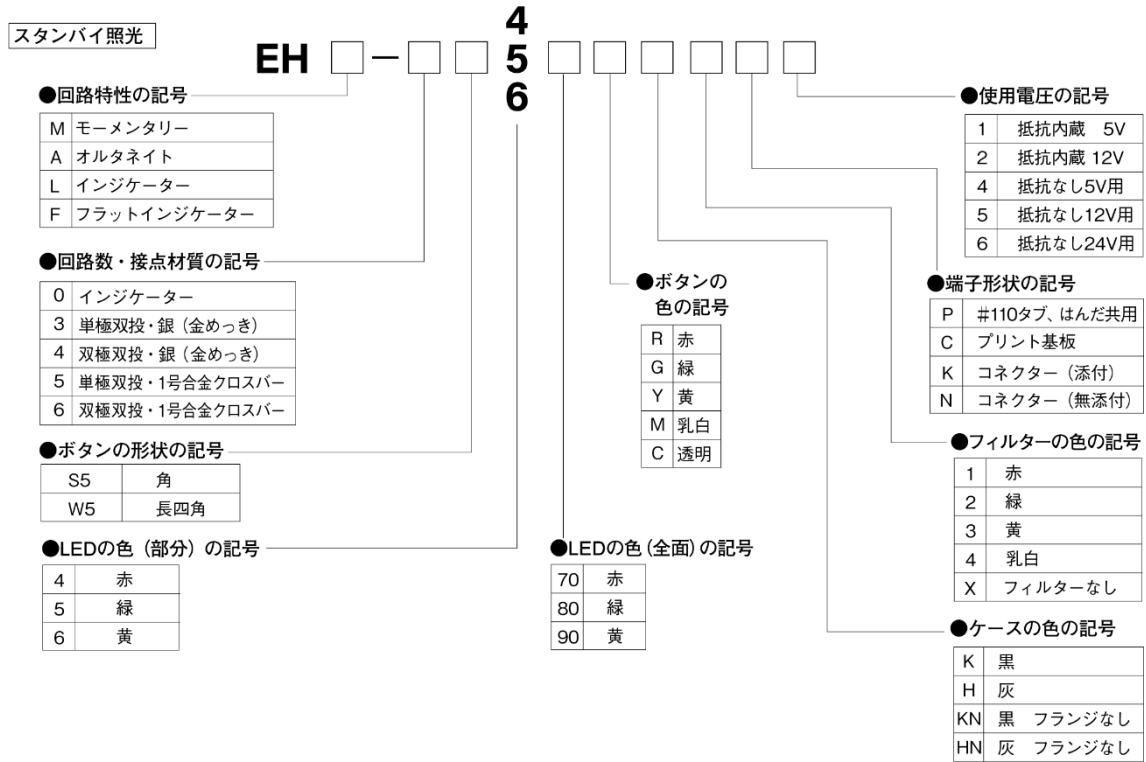 スタンバイ照光
EH □-□□ 4 5 6 □□□□□□
●回路特性の記号
M モーメンタリー
A オルタネイト
L インジケーター
F フラットインジケーター
●回路数・接点材質の記号
0 インジケーター
3 単極双投・銀（金めっき）
4 双極双投・銀（金めっき）
5 単極双投・1号合金クロスバー
6 双極双投・1号合金クロスバー
●ボタンの形状の記号
S5 角
W5 長四角
●LEDの色（部分）の記号
4 赤
5 緑
6 黄
●LEDの色（全面）の記号
70 赤
80 緑
90 黄
●ボタンの
色の記号
R 赤
G 緑
Y 黄
M 乳白
C 透明
●使用電圧の記号
1 抵抗内蔵 5V
2 抵抗内蔵 12V
4 抵抗なし5V用
5 抵抗なし12V用
6 抵抗なし24V用
●端子形状の記号
P #110タブ、はんだ共用
C プリント基板
K コネクター（添付）
N コネクター（無添付）
●フィルターの色の記号
1 赤
2 緑
3 黄
4 乳白
X フィルターなし
●ケースの色の記号
K 黒
H 灰
KN 黒 フランジなし
HN 灰 フランジなし